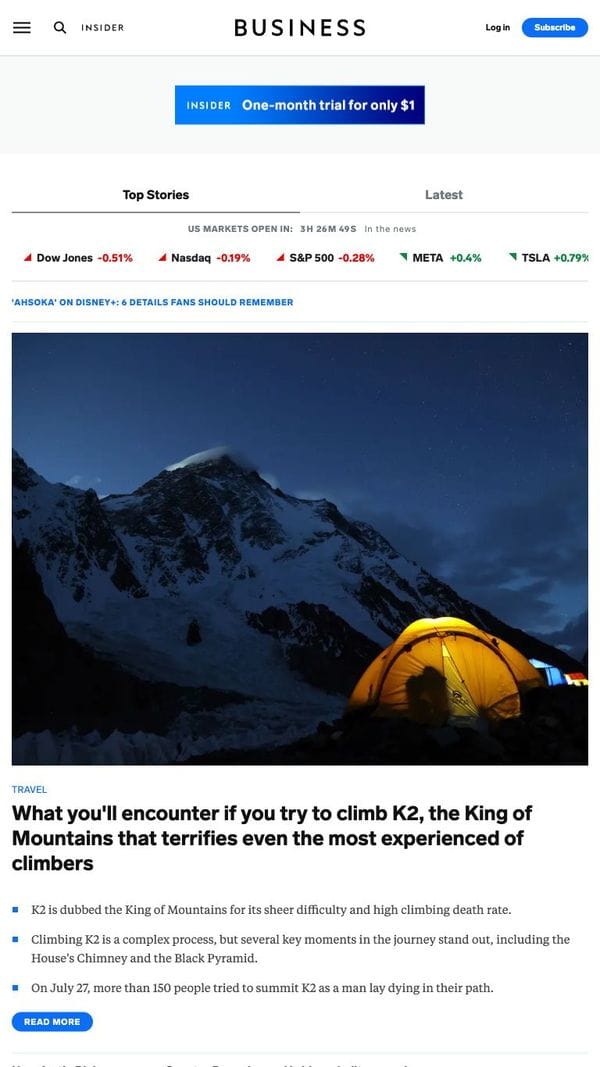 INSIDER
BUSINESS
Log in
Subscribe
INSIDER One-month trial for only $1
Top Stories
Latest
US MARKETS OPEN IN: 3H 26M 49S In the news
Dow Jones -0.51% Nasdaq -0.19% S&P 500 -0.28% META +0.4% TSLA +0.79%
'AHSOKA' ON DISNEY+: 6 DETAILS FANS SHOULD REMEMBER
TRAVEL
What you'll encounter if you try to climb K2, the King of
Mountains that terrifies even the most experienced of
climbers
K2 is dubbed the King of Mountains for its sheer difficulty and high climbing death rate.
Climbing K2 is a complex process, but several key moments in the journey stand out, including the
House's Chimney and the Black Pyramid.
On July 27, more than 150 people tried to summit K2 as a man lay dying in their path.
READ MORE